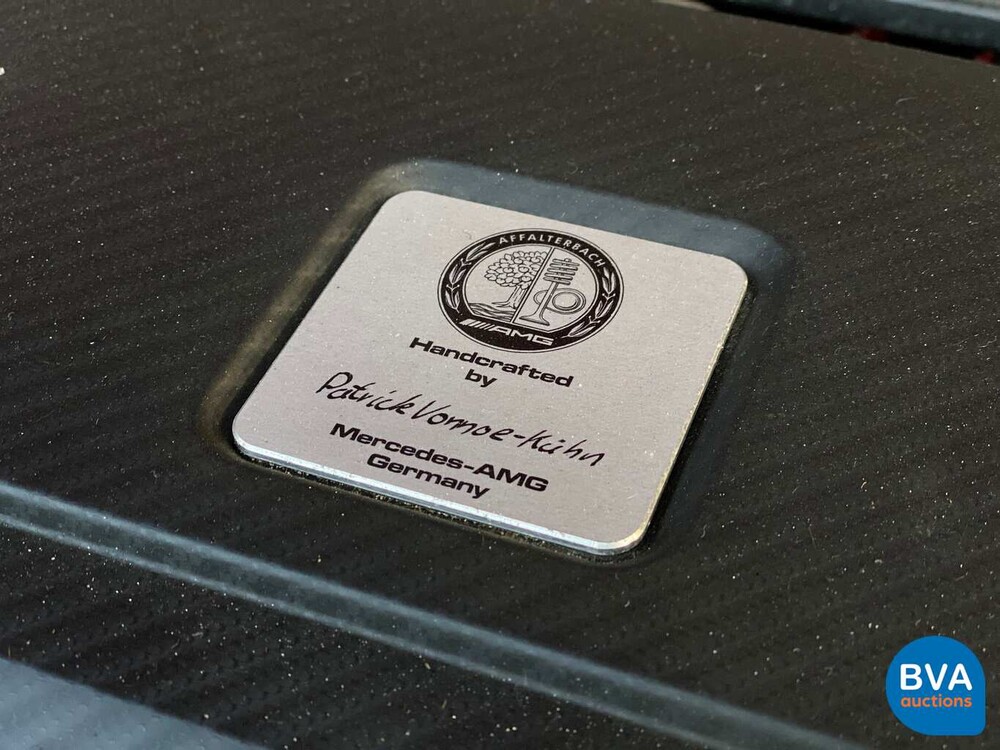 AFFALTERBACH
AMG
Handcrafted
by
Patrick Vornoe-Kühn
Mercedes-AMG
Germany
BVA
auctions